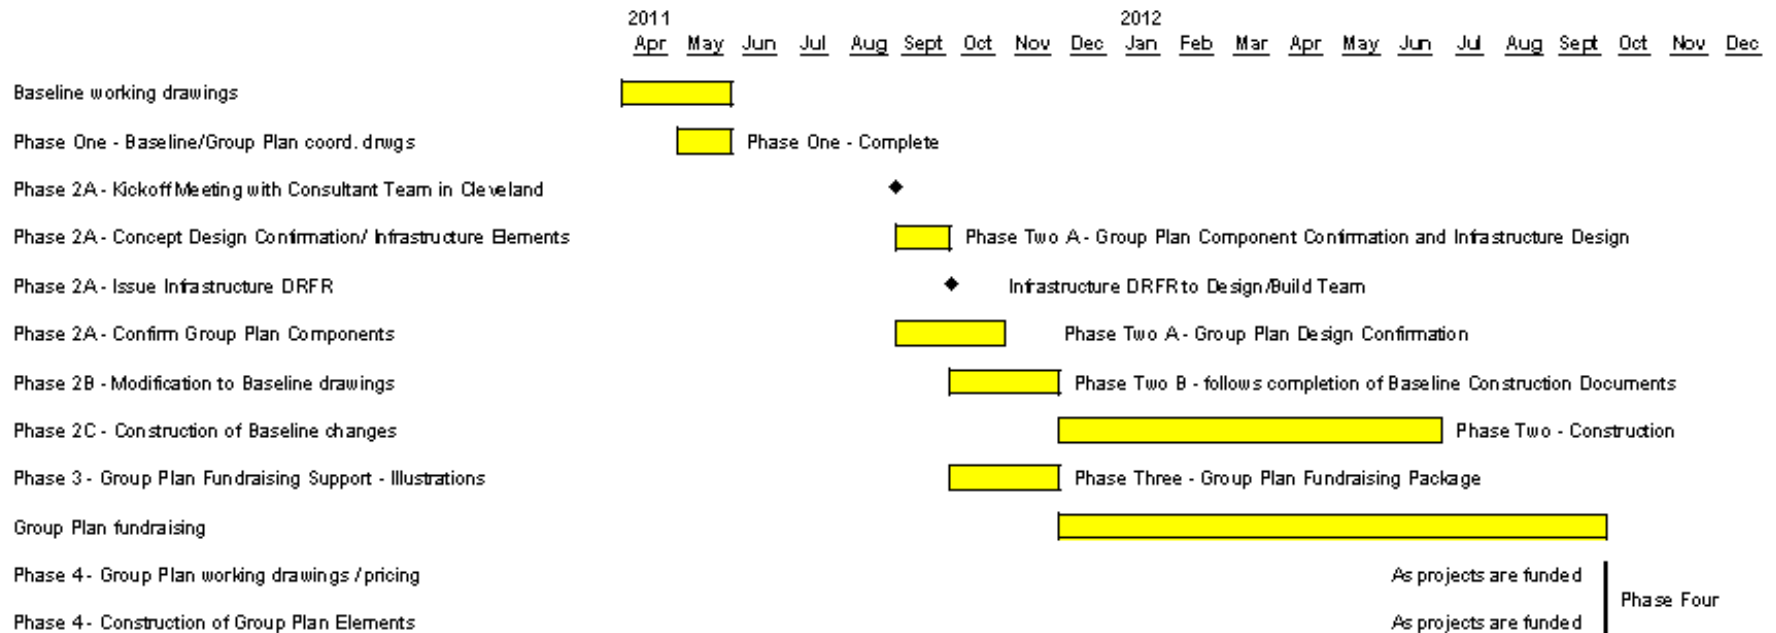 2011 2012
Apr May Jun Jul Aug Sept Oct Nov Dec Jan Feb Mar Apr May Jun Jul Aug Sept Oct Nov Dec
Baseline working drawings
Phase One - Baseline/Group Plan coord. drwgs Phase One - Complete
Phase 2A - Kickoff Meeting with Consultant Team in Cleveland
Phase 2A - Concept Design Confirmation/ Infrastructure Elements Phase Two A - Group Plan Component Confirmation and Infrastructure Design
Phase 2A - Issue Infrastructure DRFR Infrastructure DRFR to Design/Build Team
Phase 2A - Confirm Group Plan Components Phase Two A - Group Plan Design Confirmation
Phase 2B - Modification to Baseline drawings Phase Two B - follows completion of Baseline Construction Documents
Phase 2C - Construction of Baseline changes Phase Two - Construction
Phase 3 - Group Plan Fundraising Support - Illustrations Phase Three - Group Plan Fundraising Package
Group Plan fundraising
Phase 4 - Group Plan working drawings / pricing As projects are funded
Phase Four
Phase 4 - Construction of Group Plan Elements As projects are funded